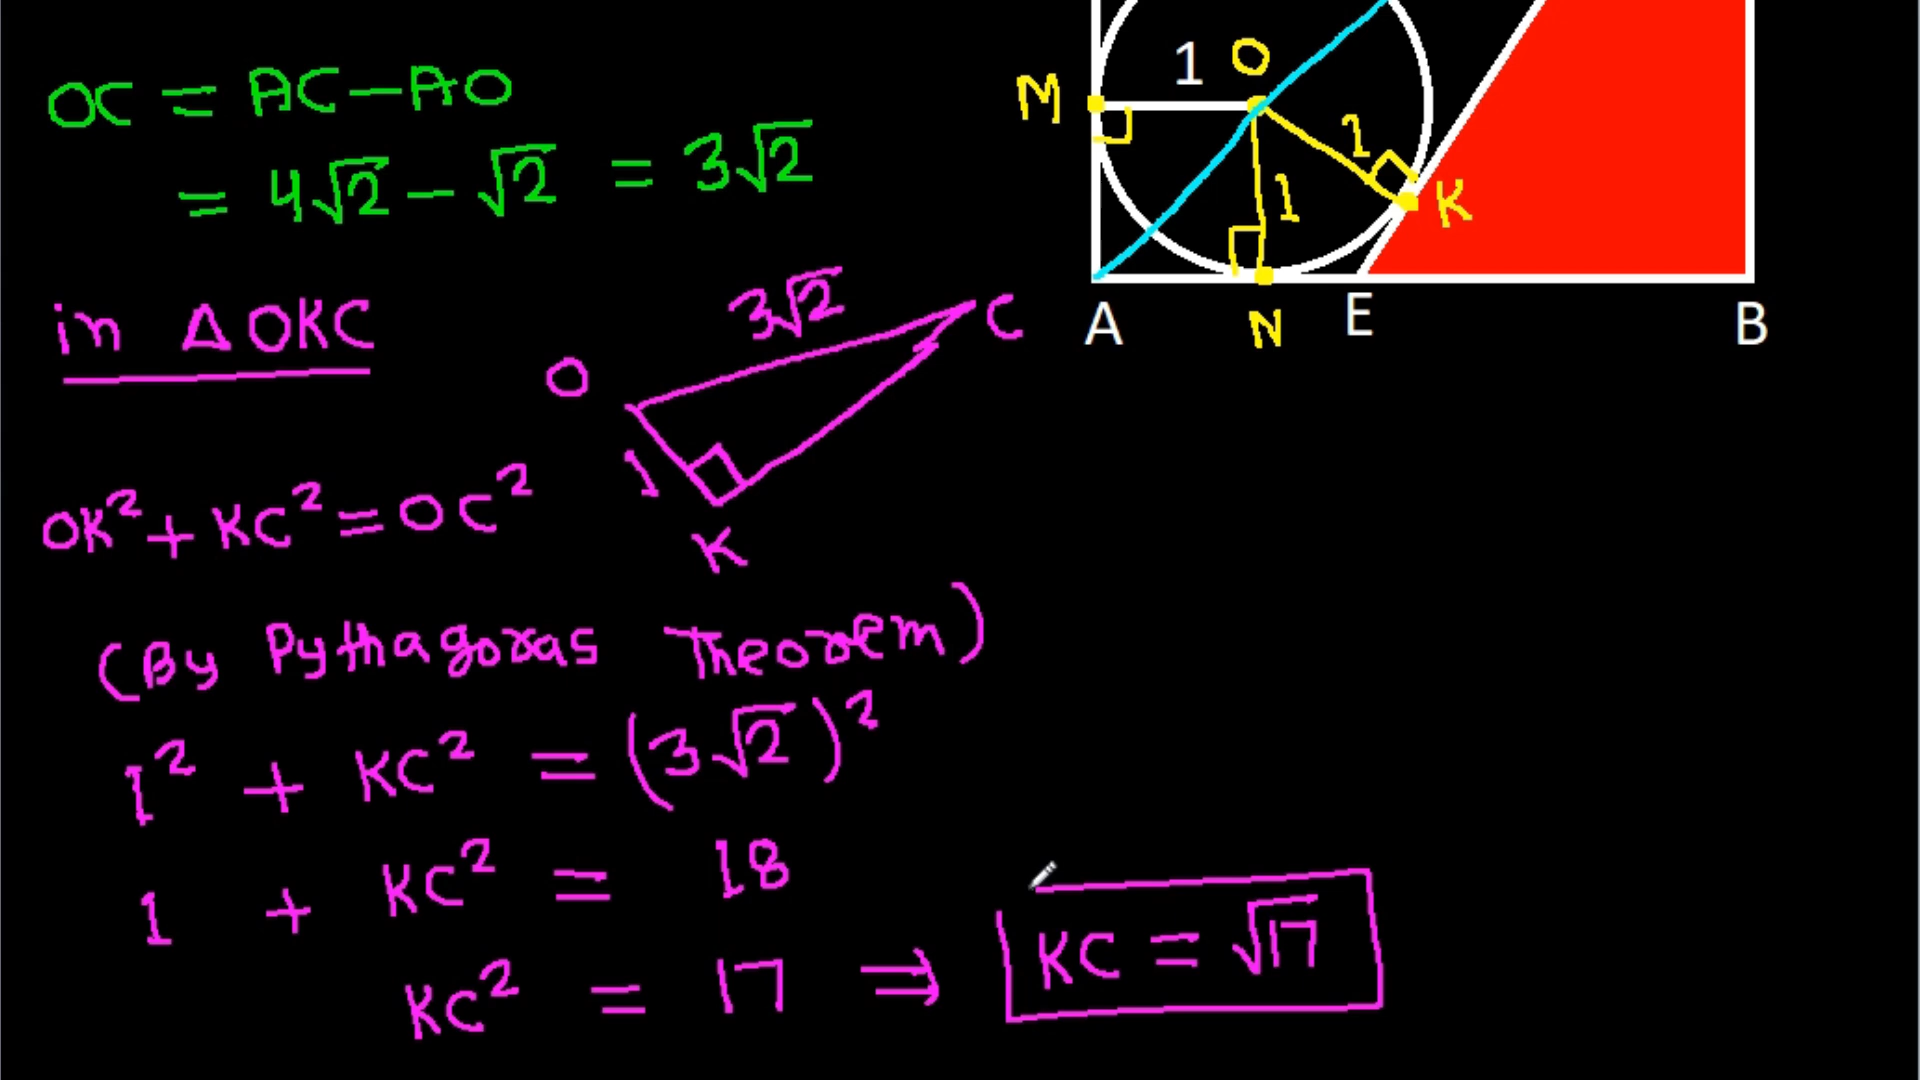 OC = AC - AO
= 4√2 - √2 = 3√2
in Δ OKC
3√2
O
C
1
K
OK² + KC² = OC²
(By Pythagoras Theorem)
1² + KC² = (3√2)²
1 + KC² = 18
KC² = 17 ⇒ KC = √17
1 O
M
1
1
K
A N E B